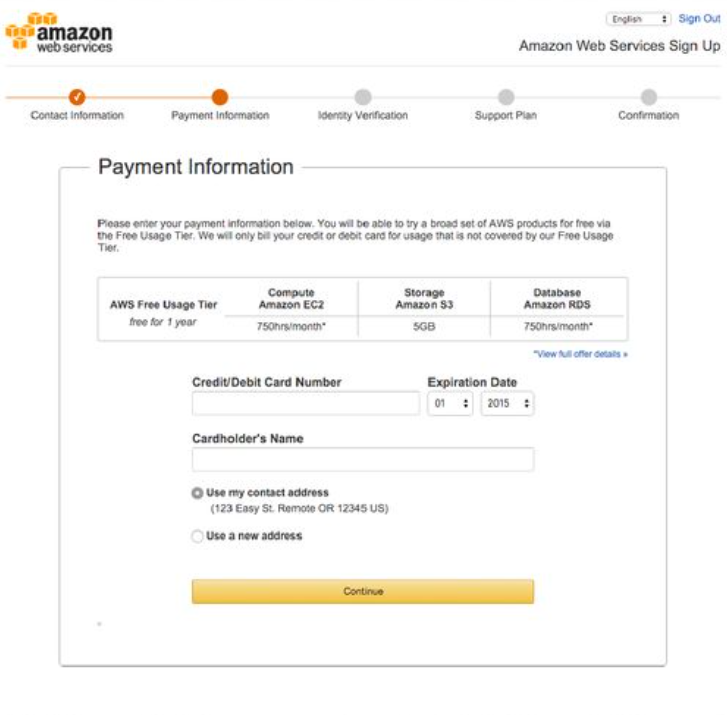 English Sign Out
amazon
web services
Amazon Web Services Sign Up
Contact Information Payment Information Identity Verification Support Plan Confirmation
Payment Information
Please enter your payment information below. You will be able to try a broad set of AWS products for free via
the Free Usage Tier. We will only bill your credit or debit card for usage that is not covered by our Free Usage
Tier.
AWS Free Usage Tier
free for 1 year
Compute
Amazon EC2
750hrs/month*
Storage
Amazon S3
5GB
Database
Amazon RDS
750hrs/month*
*View full offer details »
Credit/Debit Card Number Expiration Date
01 2015
Cardholder's Name
Use my contact address
(123 Easy St. Remote OR 12345 US)
Use a new address
Continue